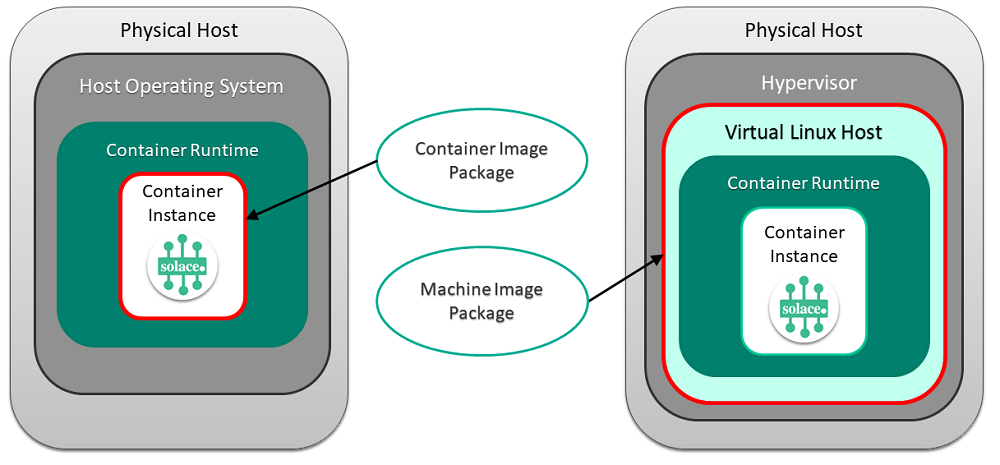 Physical Host
Host Operating System
Container Runtime
Container
Instance
solace.
Container Image
Package
Machine Image
Package
Physical Host
Hypervisor
Virtual Linux Host
Container Runtime
Container
Instance
solace.